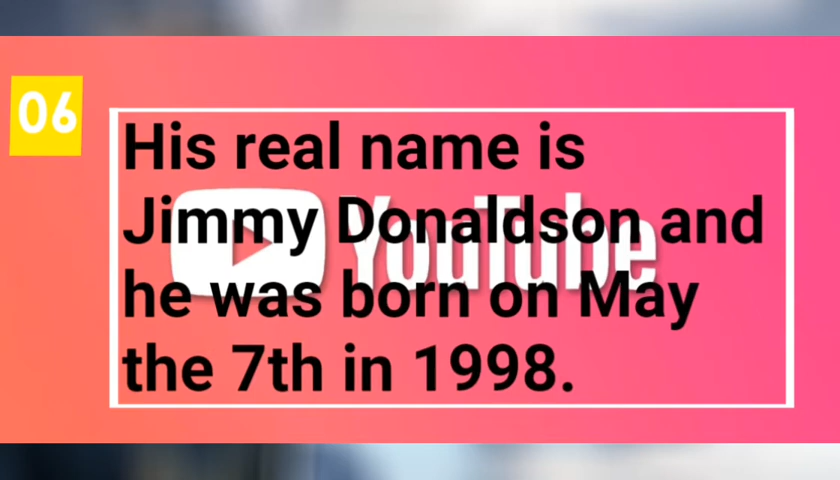 06
His real name is
Jimmy Donaldson and
YouTube
he was born on May
the 7th in 1998.